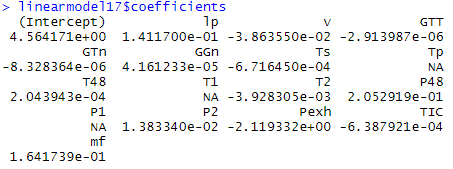 > linearmodel17$coefficients
(Intercept) lp v GTT
4.564171e+00 1.411700e-01 -3.863550e-02 -2.913987e-06
GTn GGn Ts Tp
-8.328364e-06 4.161233e-05 -6.716450e-04 NA
T48 T1 T2 P48
2.043943e-04 NA -3.928305e-03 2.052919e-01
P1 P2 Pexh TIC
NA 1.383340e-02 -2.119332e+00 -6.387921e-04
mf
1.641739e-01